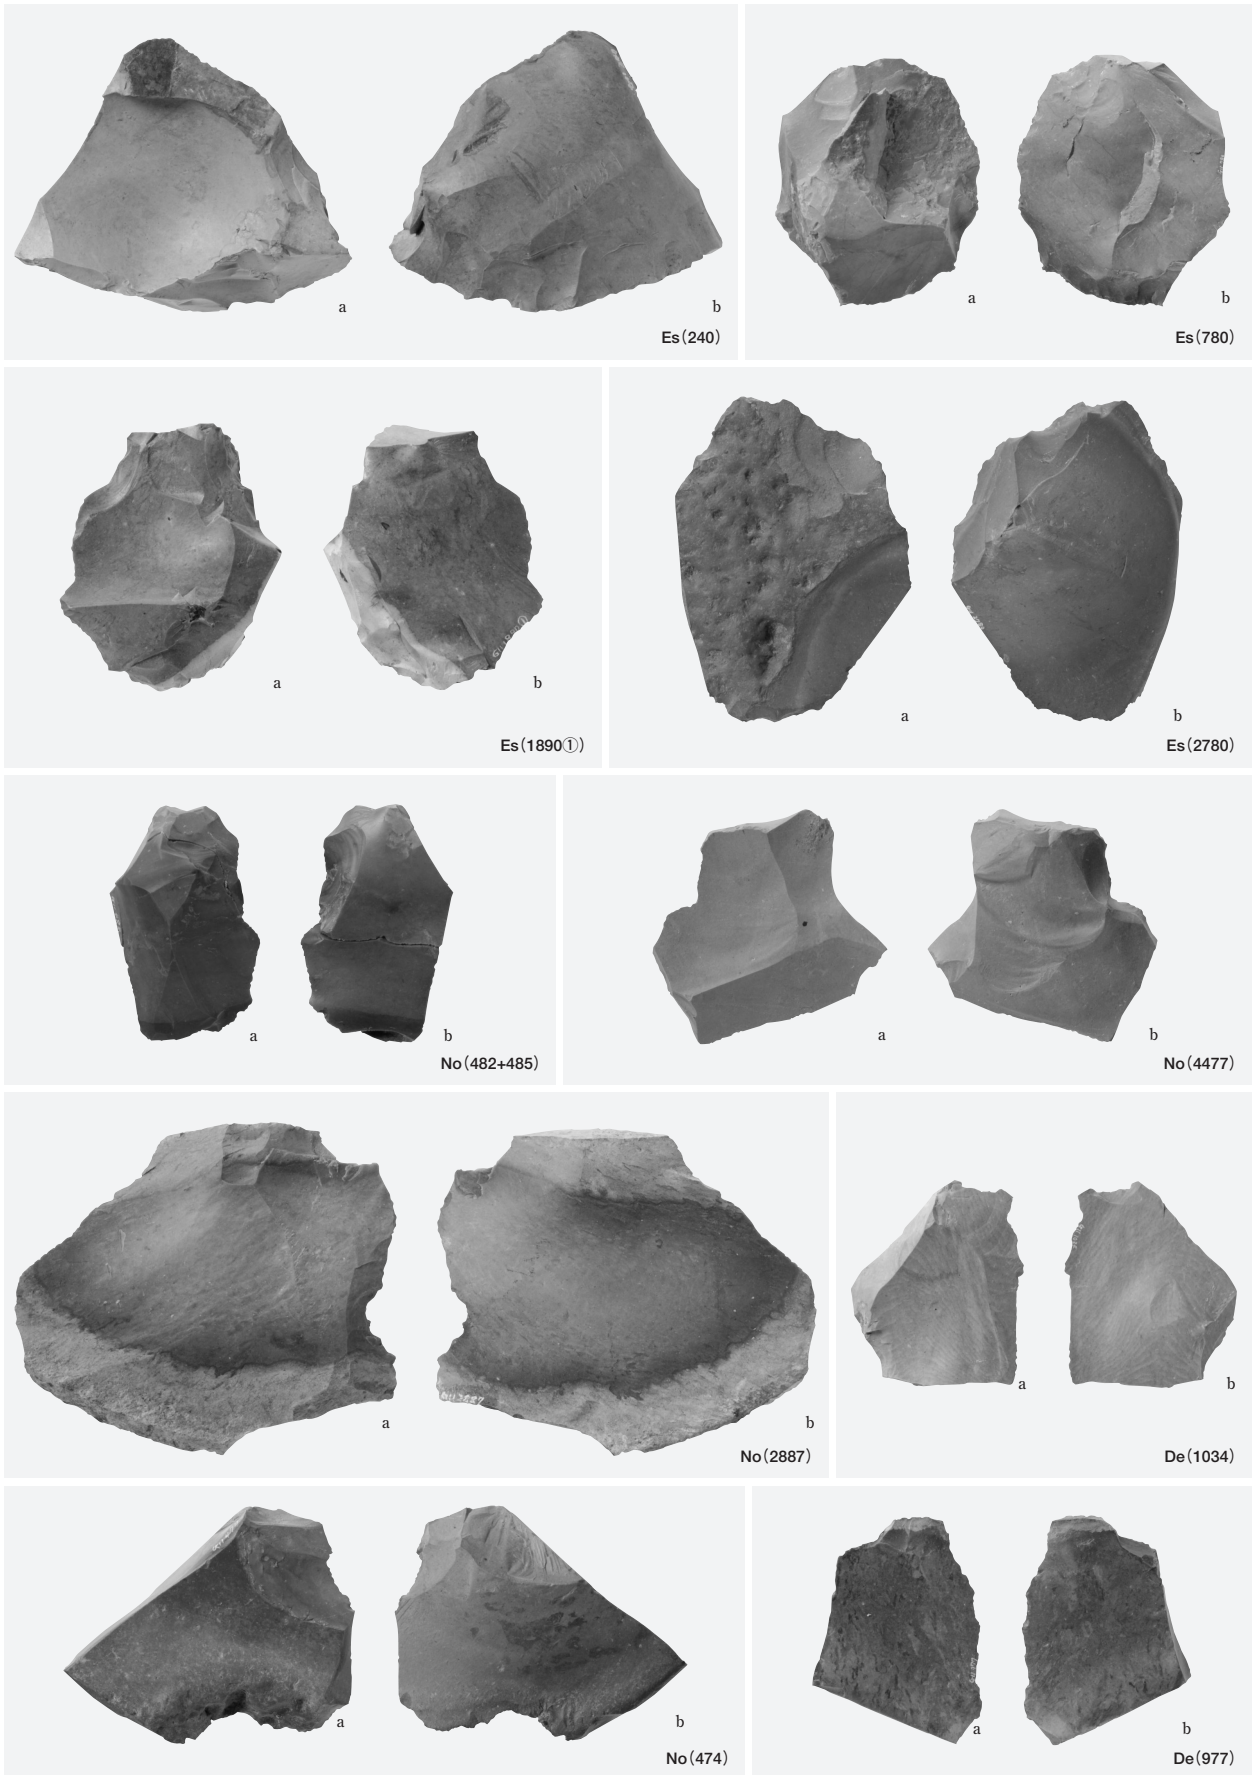 a
b
Es(240)
a
b
Es(780)
a
b
Es(1890①)
a
b
Es(2780)
a
b
No(482+485)
a
b
No(4477)
a
b
No(2887)
a
b
De(1034)
a
b
No(474)
a
b
De(977)